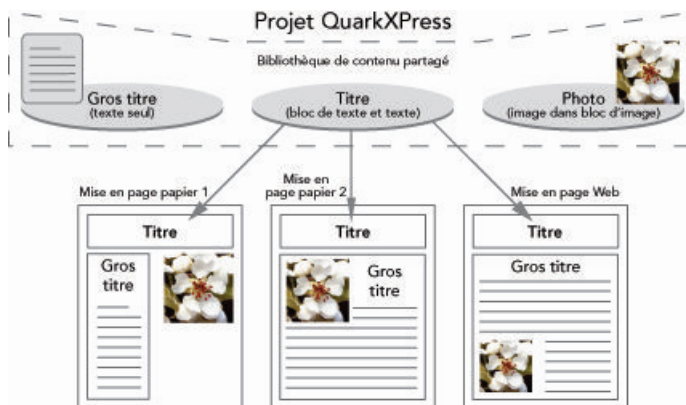 Projet QuarkXPress
Bibliothèque de contenu partagé
Gros titre
(texte seul)
Titre
(bloc de texte et texte)
Photo
(image dans bloc d'image)
Mise en page papier 1
Mise en
page papier 2
Mise en page Web
Titre
Gros
titre
Titre
Gros
titre
Titre
Gros titre